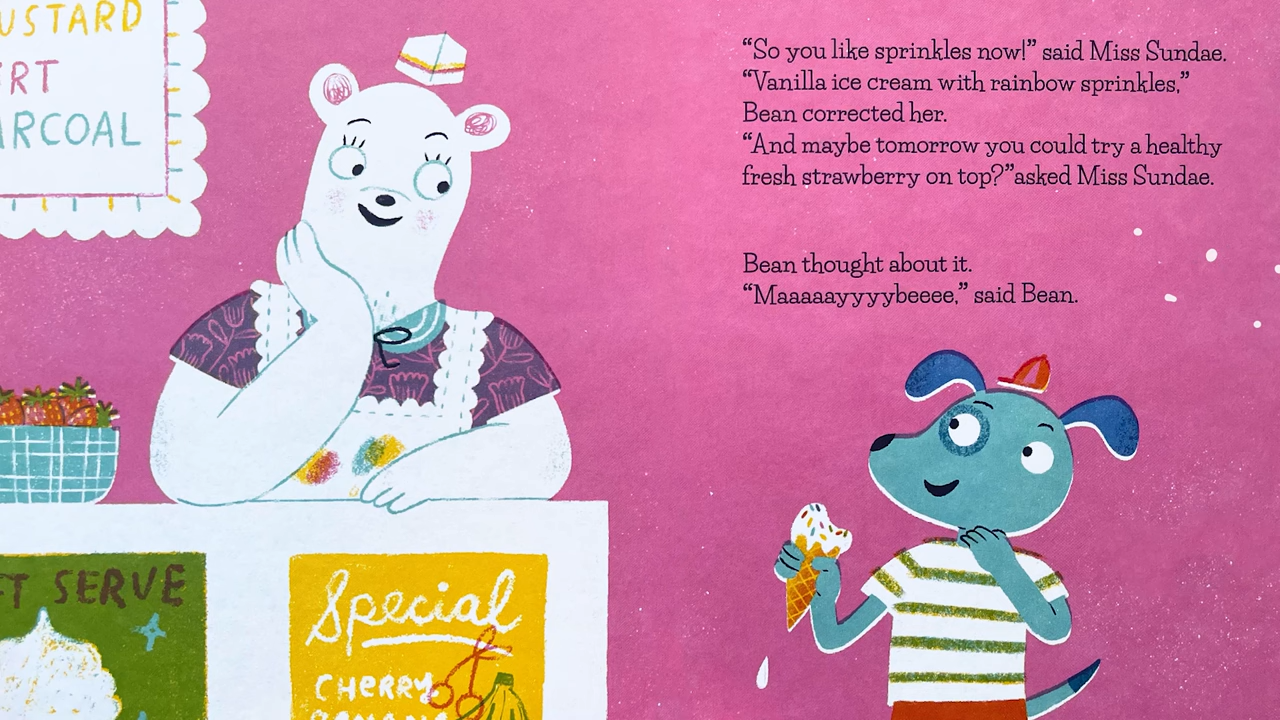 USTARD
ARCOAL
"So you like sprinkles now!" said Miss Sundae.
"Vanilla ice cream with rainbow sprinkles,"
Bean corrected her.
"And maybe tomorrow you could try a healthy
fresh strawberry on top?"asked Miss Sundae.
Bean thought about it.
"Maaaaayyyybeeee," said Bean.
FT SERVE
Special
CHERRY